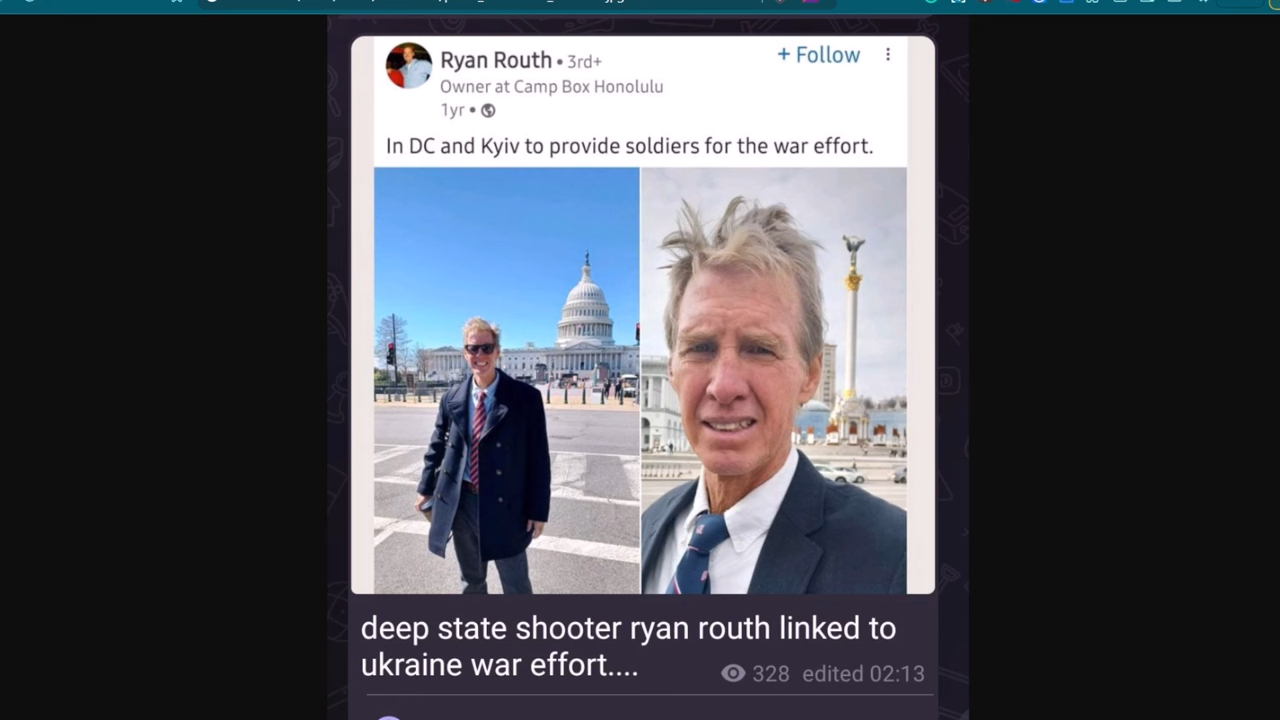 Ryan Routh • 3rd+
+ Follow
Owner at Camp Box Honolulu
1yr •
In DC and Kyiv to provide soldiers for the war effort.
deep state shooter ryan routh linked to
ukraine war effort....
328 edited 02:13